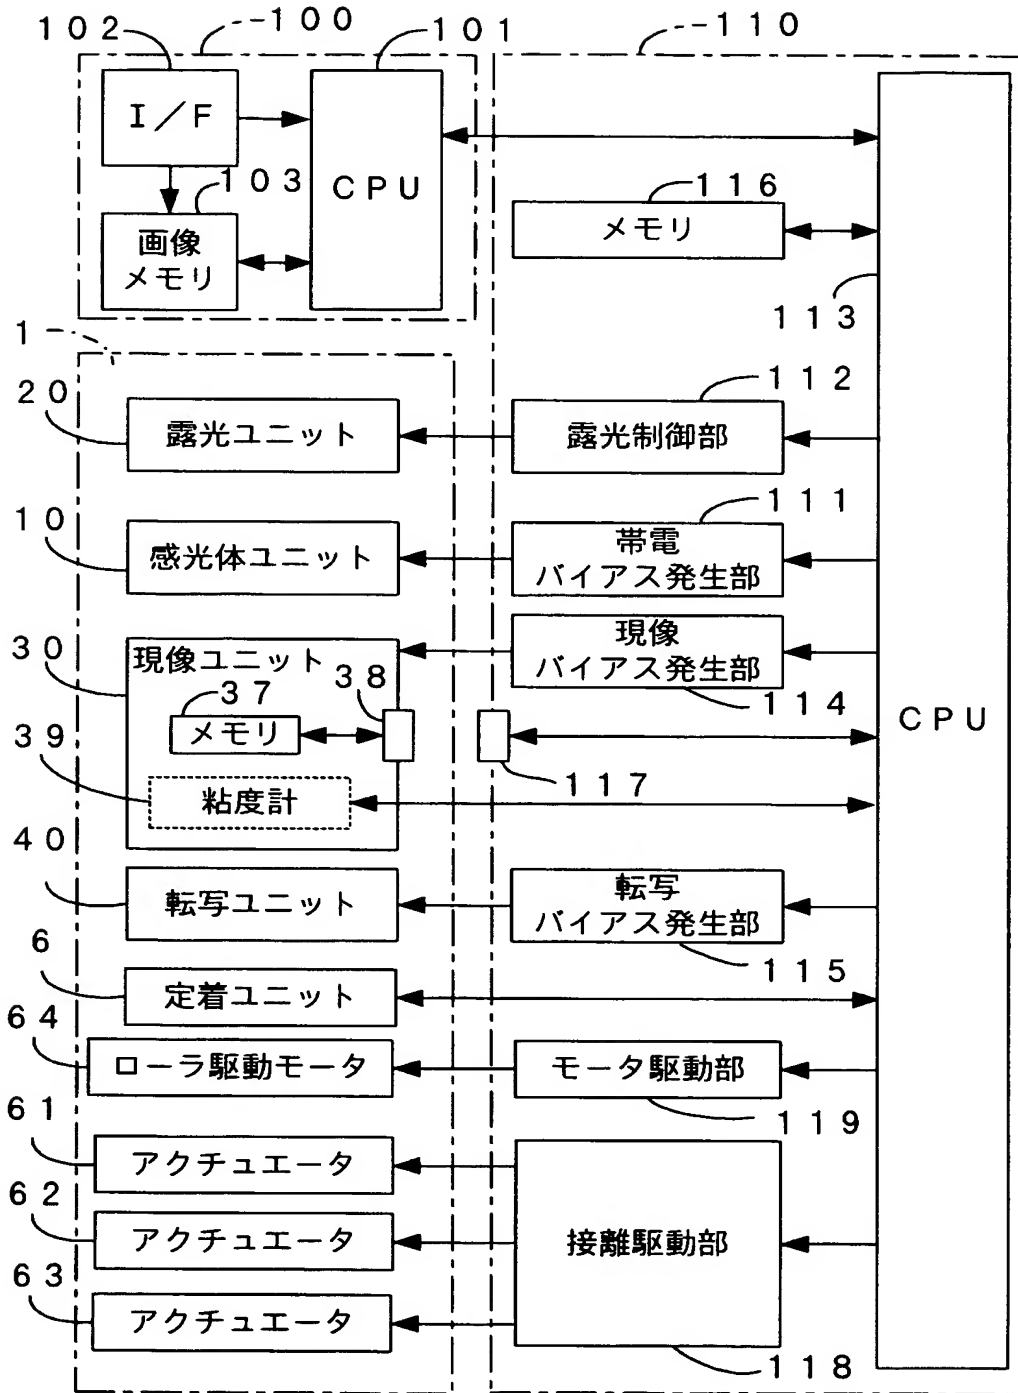 102
100
101
110
I/F
CPU
103
画像
メモリ
116
メモリ
113
1
20
露光ユニット
112
露光制御部
10
感光体ユニット
111
帯電
バイアス発生部
30
現像ユニット
37
メモリ
38
現像
バイアス発生部
114
CPU
39
粘度計
117
40
転写ユニット
転写
バイアス発生部
115
6
定着ユニット
64
ローラ駆動モータ
モータ駆動部
119
61
アクチュエータ
62
アクチュエータ
接離駆動部
63
アクチュエータ
118